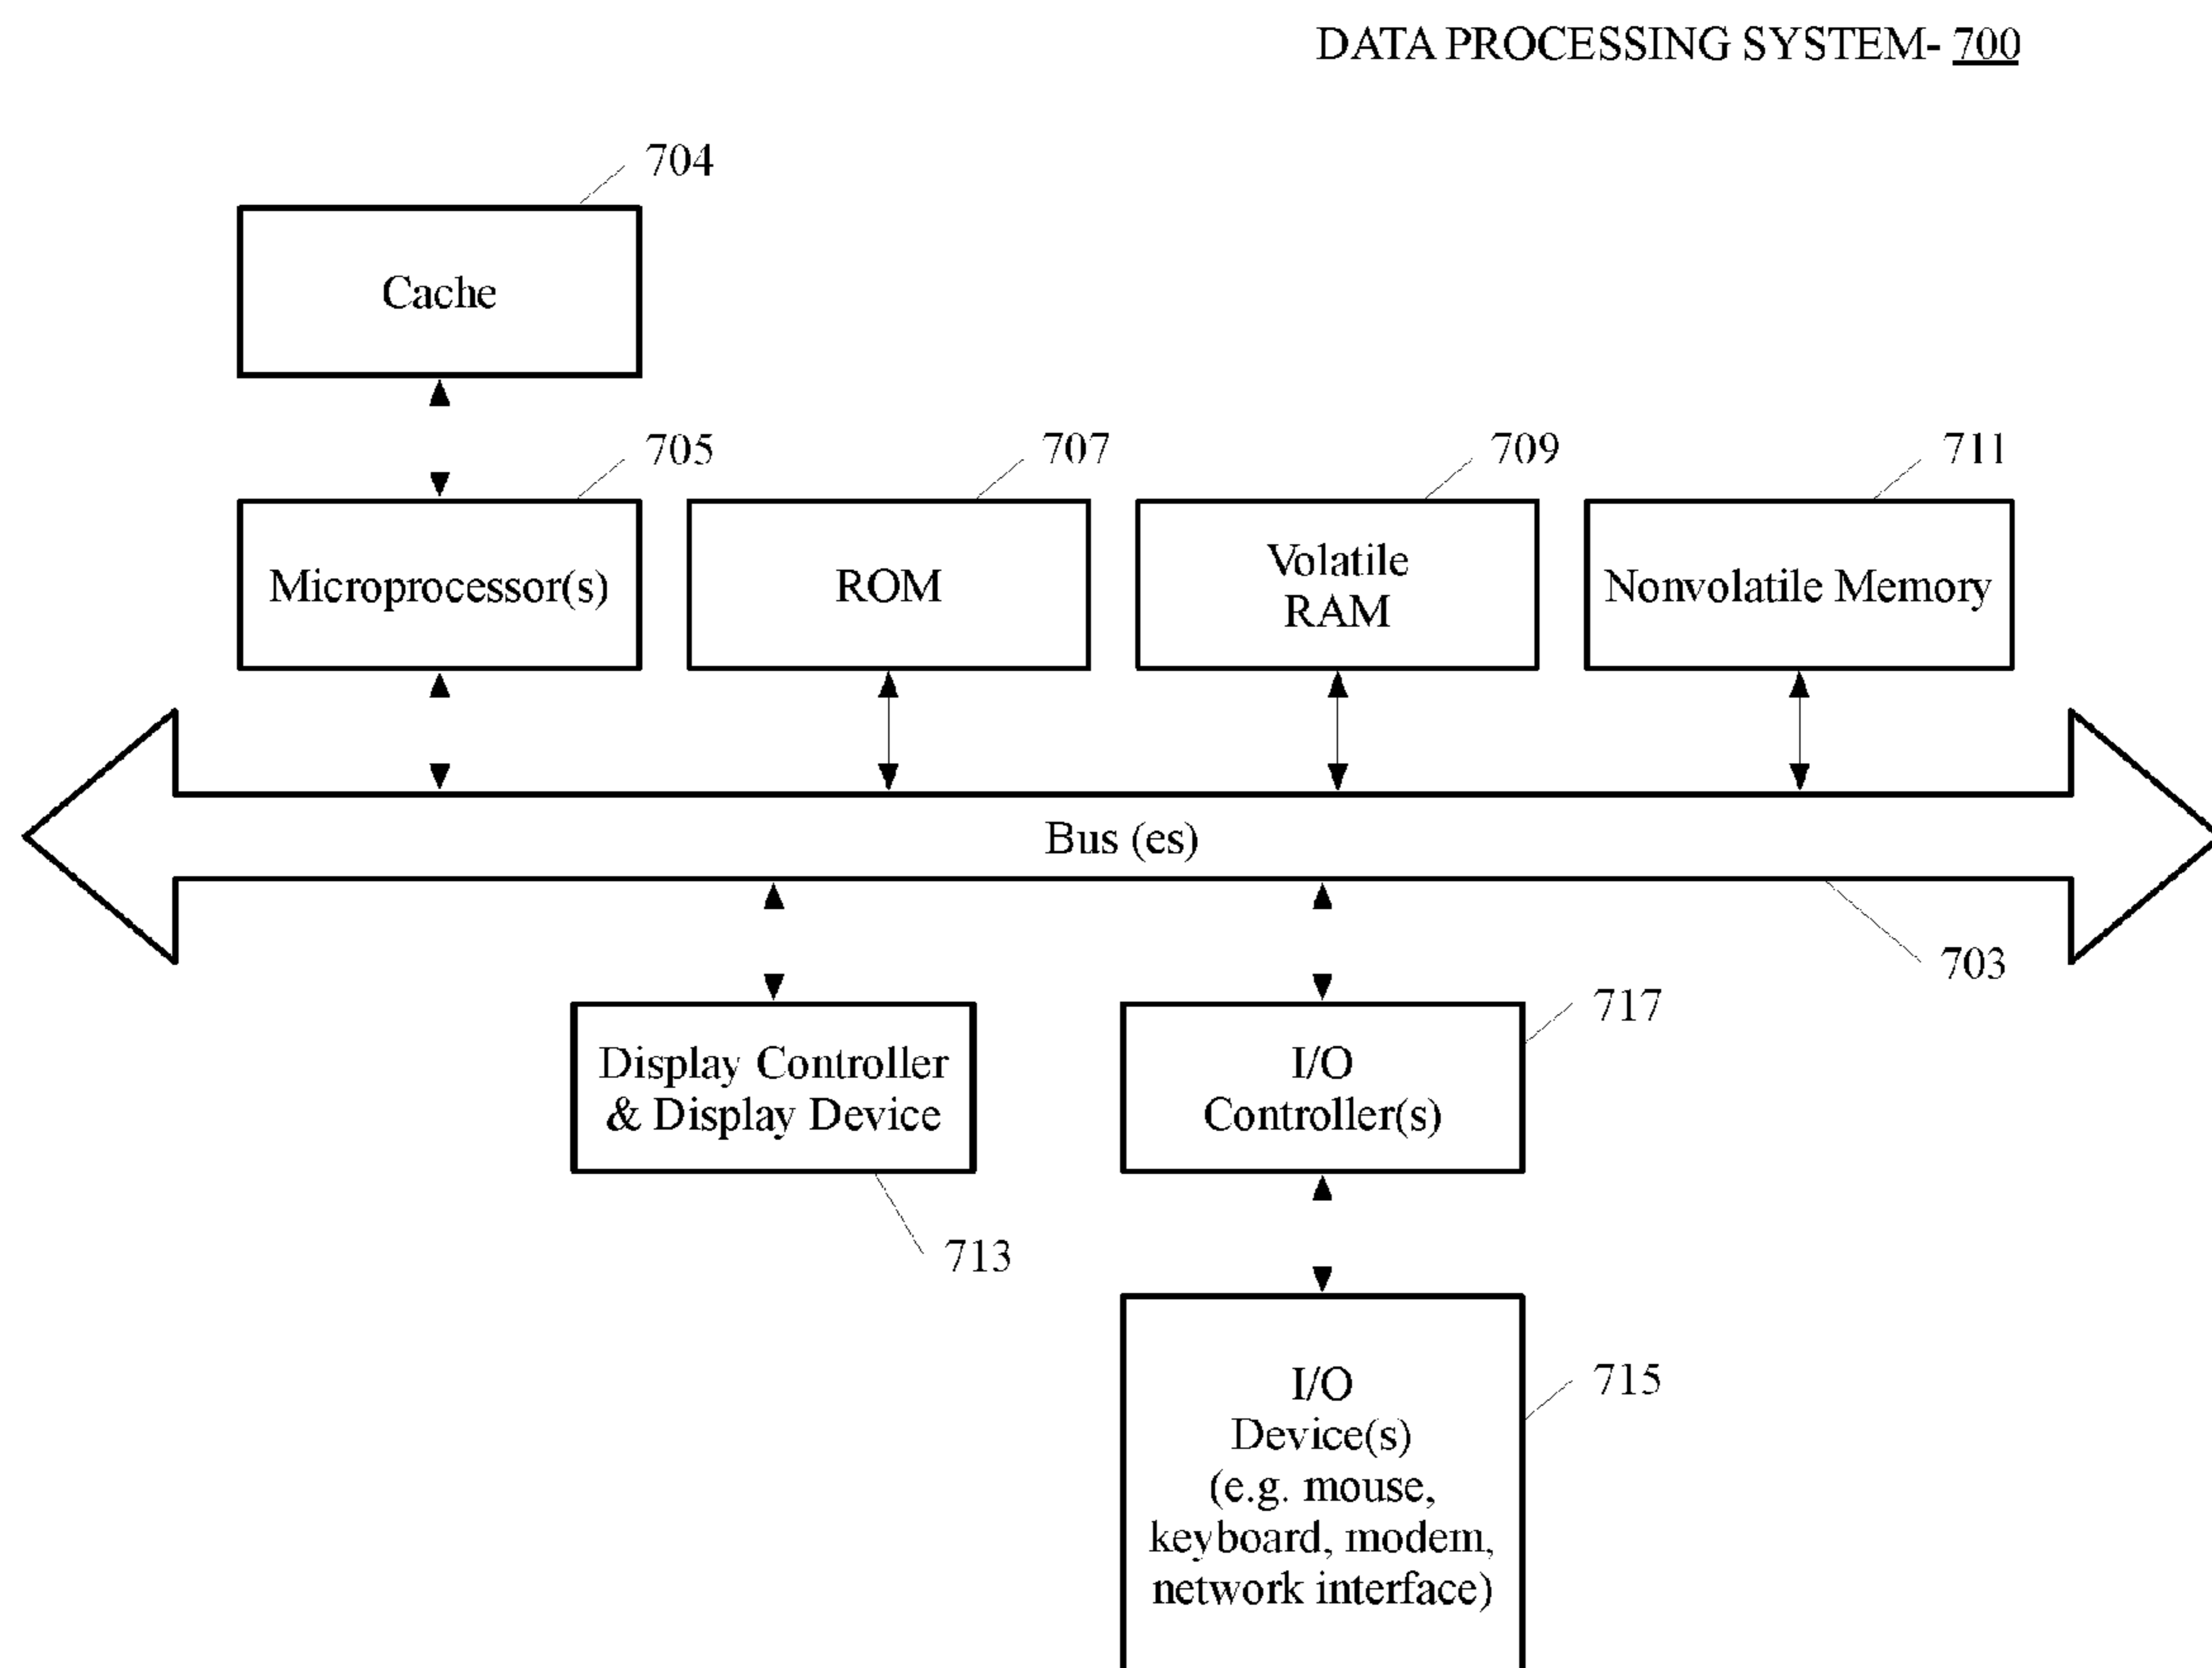 DATA PROCESSING SYSTEM- 700
704
Cache
705
707
709
711
Microprocessor(s)
ROM
Volatile
RAM
Nonvolatile Memory
Bus (es)
703
717
Display Controller
& Display Device
I/O
Controller(s)
713
715
I/O
Device(s)
(e.g. mouse,
keyboard, modem,
network interface)